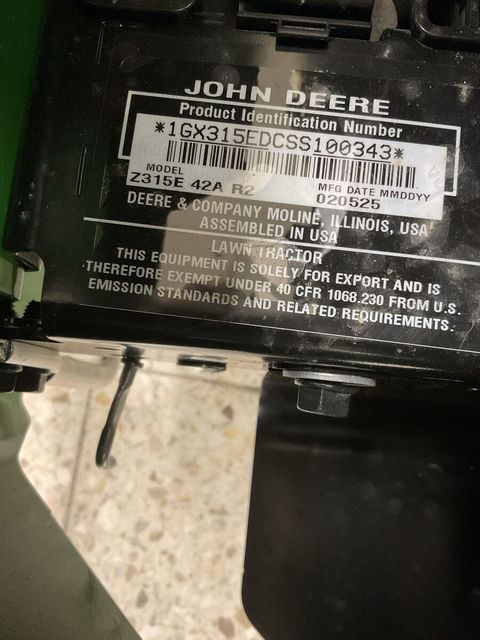 JOHN DEERE
Product Identification Number
*1GX315EDCSS100343*
MODEL MFG DATE MMDDYY
Z315E 42A R2 020525
DEERE & COMPANY MOLINE, ILLINOIS, USA
ASSEMBLED IN USA
LAWN TRACTOR
THIS EQUIPMENT IS SOLELY FOR EXPORT AND IS
THEREFORE EXEMPT UNDER 40 CFR 1068.230 FROM U.S.
EMISSION STANDARDS AND RELATED REQUIREMENTS.